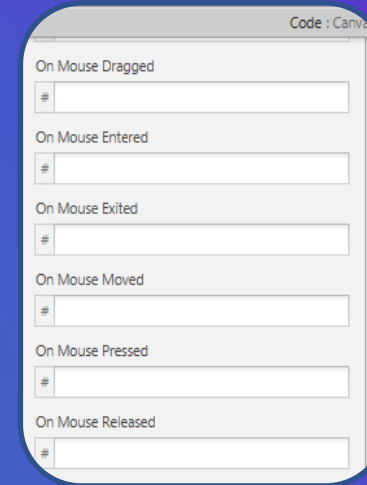 Code : Canva
On Mouse Dragged
#
On Mouse Entered
#
On Mouse Exited
#
On Mouse Moved
#
On Mouse Pressed
#
On Mouse Released
#